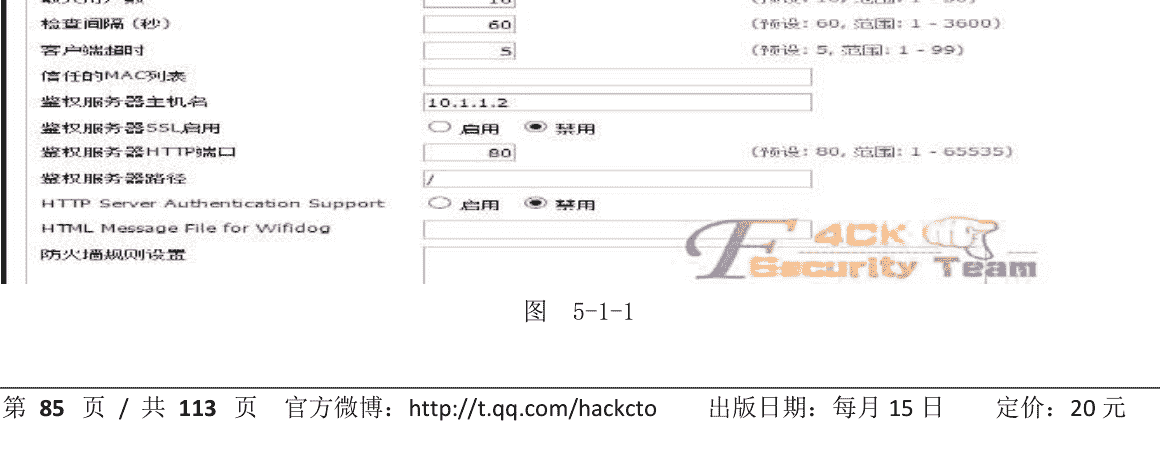 检查间隔（秒） 60 (预设: 60, 范围: 1 - 3600)
客户端超时 5 (预设: 5, 范围: 1 - 99)
信任的MAC列表
鉴权服务器主机名 10.1.1.2
鉴权服务器SSL启用 启用 禁用
鉴权服务器HTTP端口 80 (预设: 80, 范围: 1 - 65535)
鉴权服务器路径 /
HTTP Server Authentication Support 启用 禁用
HTML Message File for Wifidog
F4CK
防火墙规则设置
Security Team
图 5-1-1
第 85 页 / 共 113 页 官方微博：http://t.qq.com/hackcto 出版日期：每月 15 日 定价：20 元